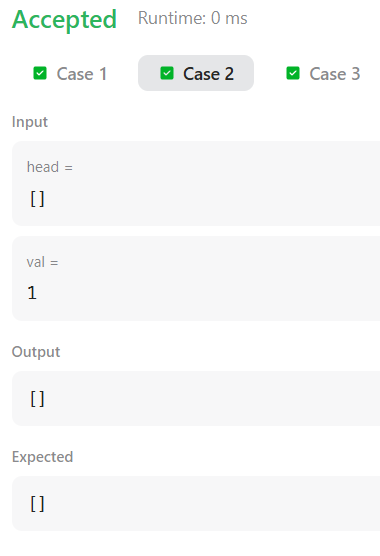 Accepted Runtime: 0 ms
Case 1 Case 2 Case 3
Input
head =
[]
val =
1
Output
[]
Expected
[]